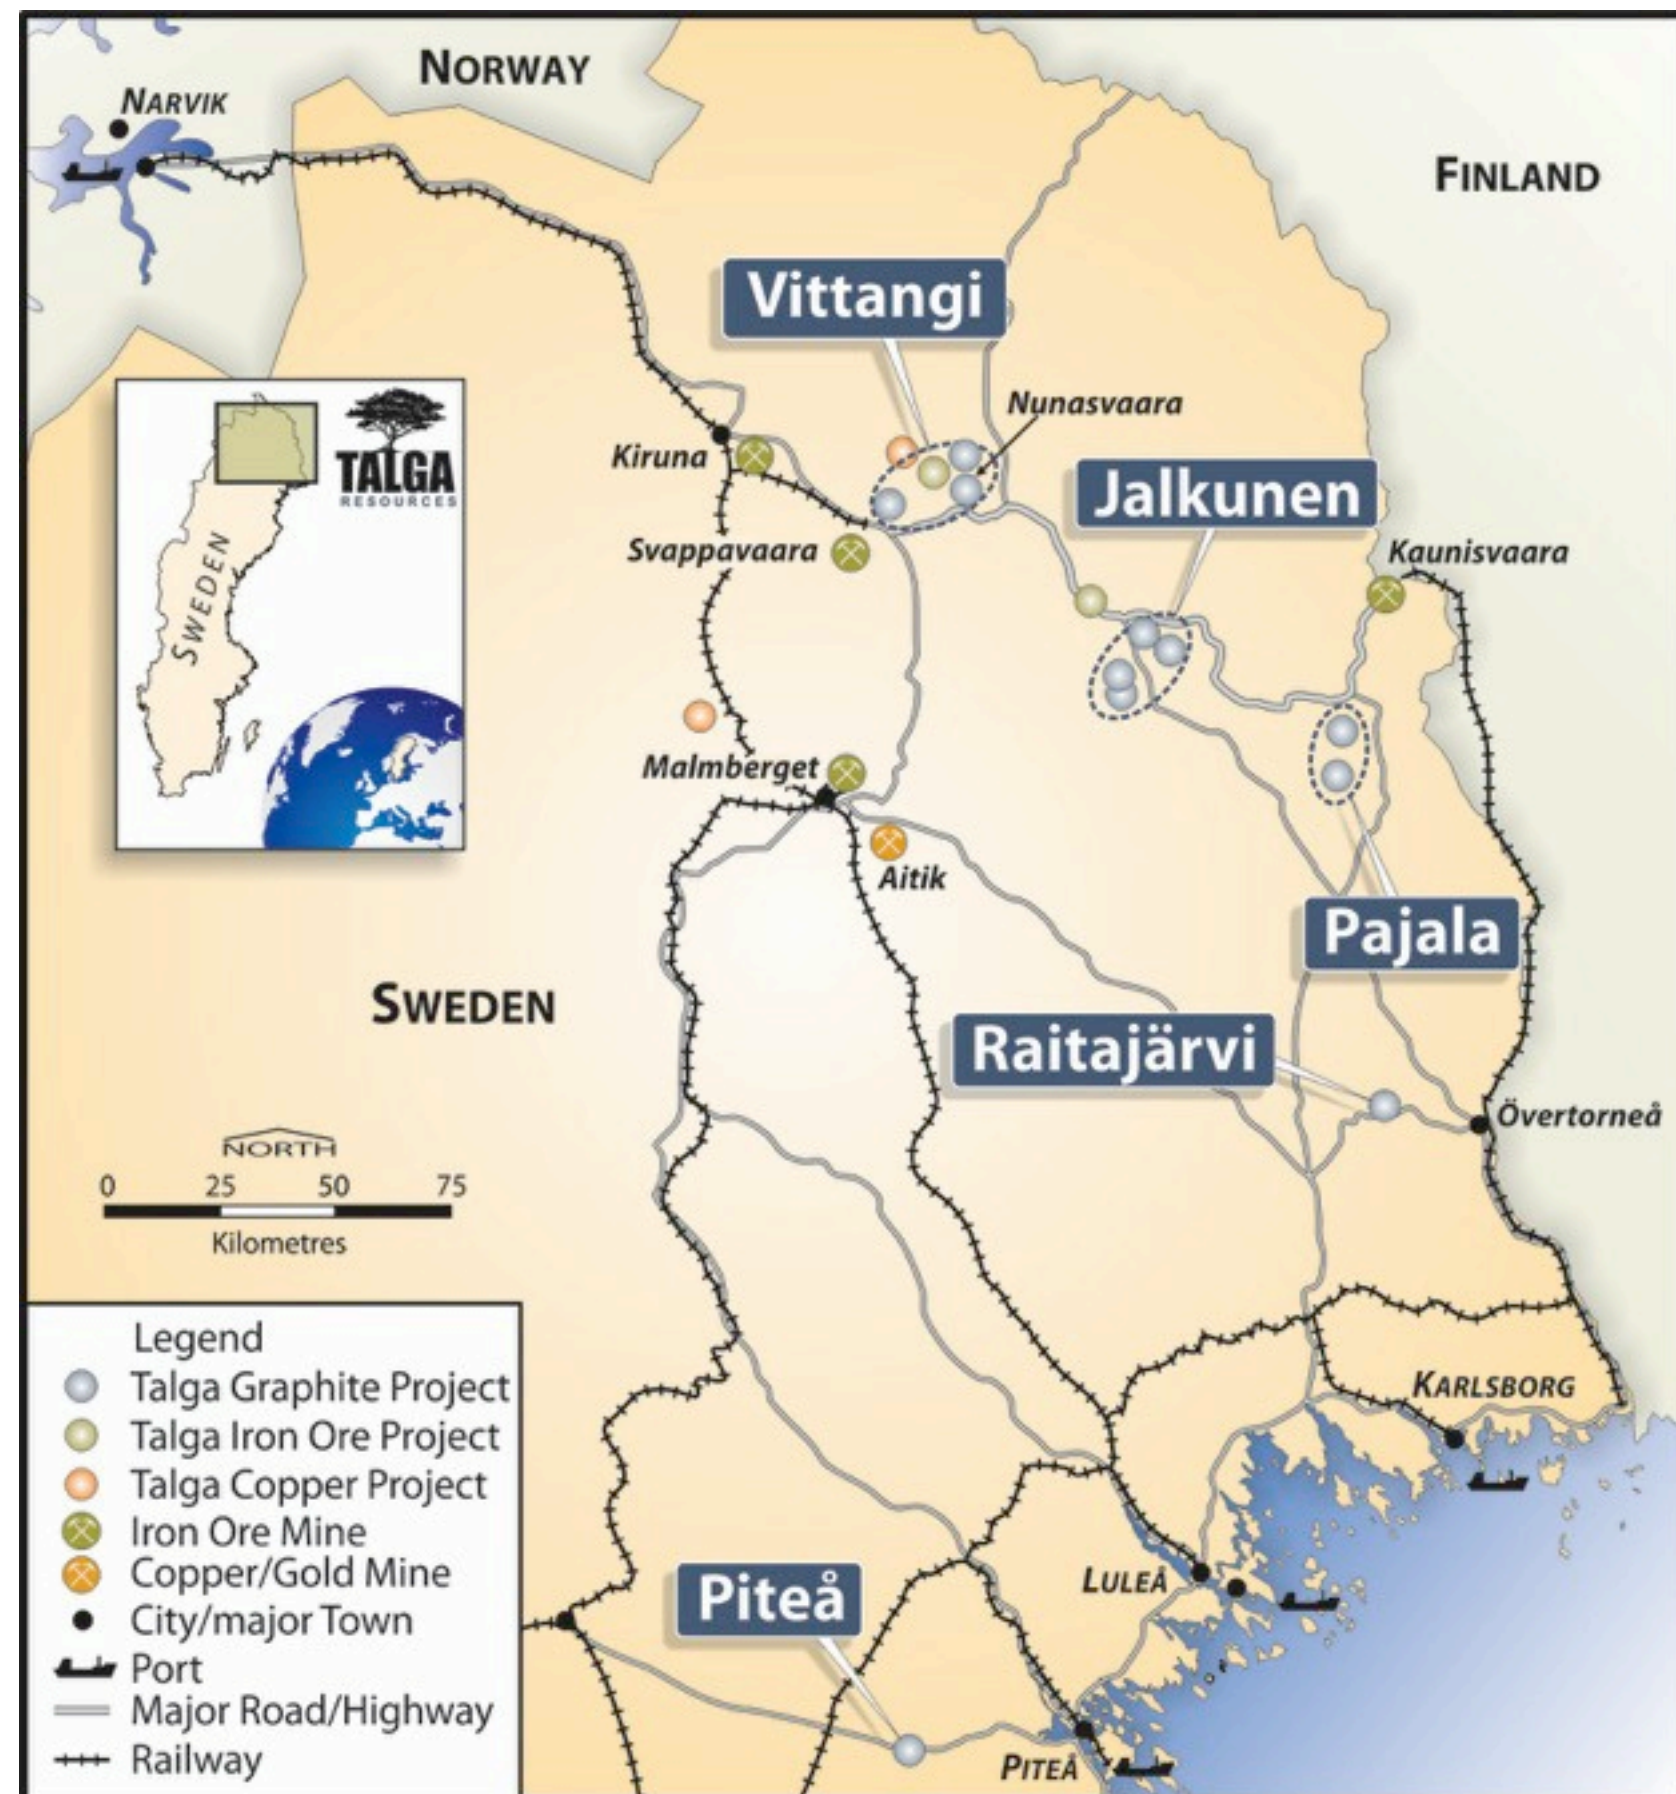 NORWAY
NARVIK
FINLAND
Vittangi
Nunasvaara
Kiruna
Jalkunen
Svappavaara
Kaunisvaara
TALGA
RESOURCES
SWEDEN
Malmberget
Aitik
Pajala
SWEDEN
Raitajärvi
Övertorneå
NORTH
0 25 50 75
Kilometres
KARLSBORG
LULEÅ
Piteå
PITEÅ
Legend
Talga Graphite Project
Talga Iron Ore Project
Talga Copper Project
Iron Ore Mine
Copper/Gold Mine
City/major Town
Port
Major Road/Highway
Railway